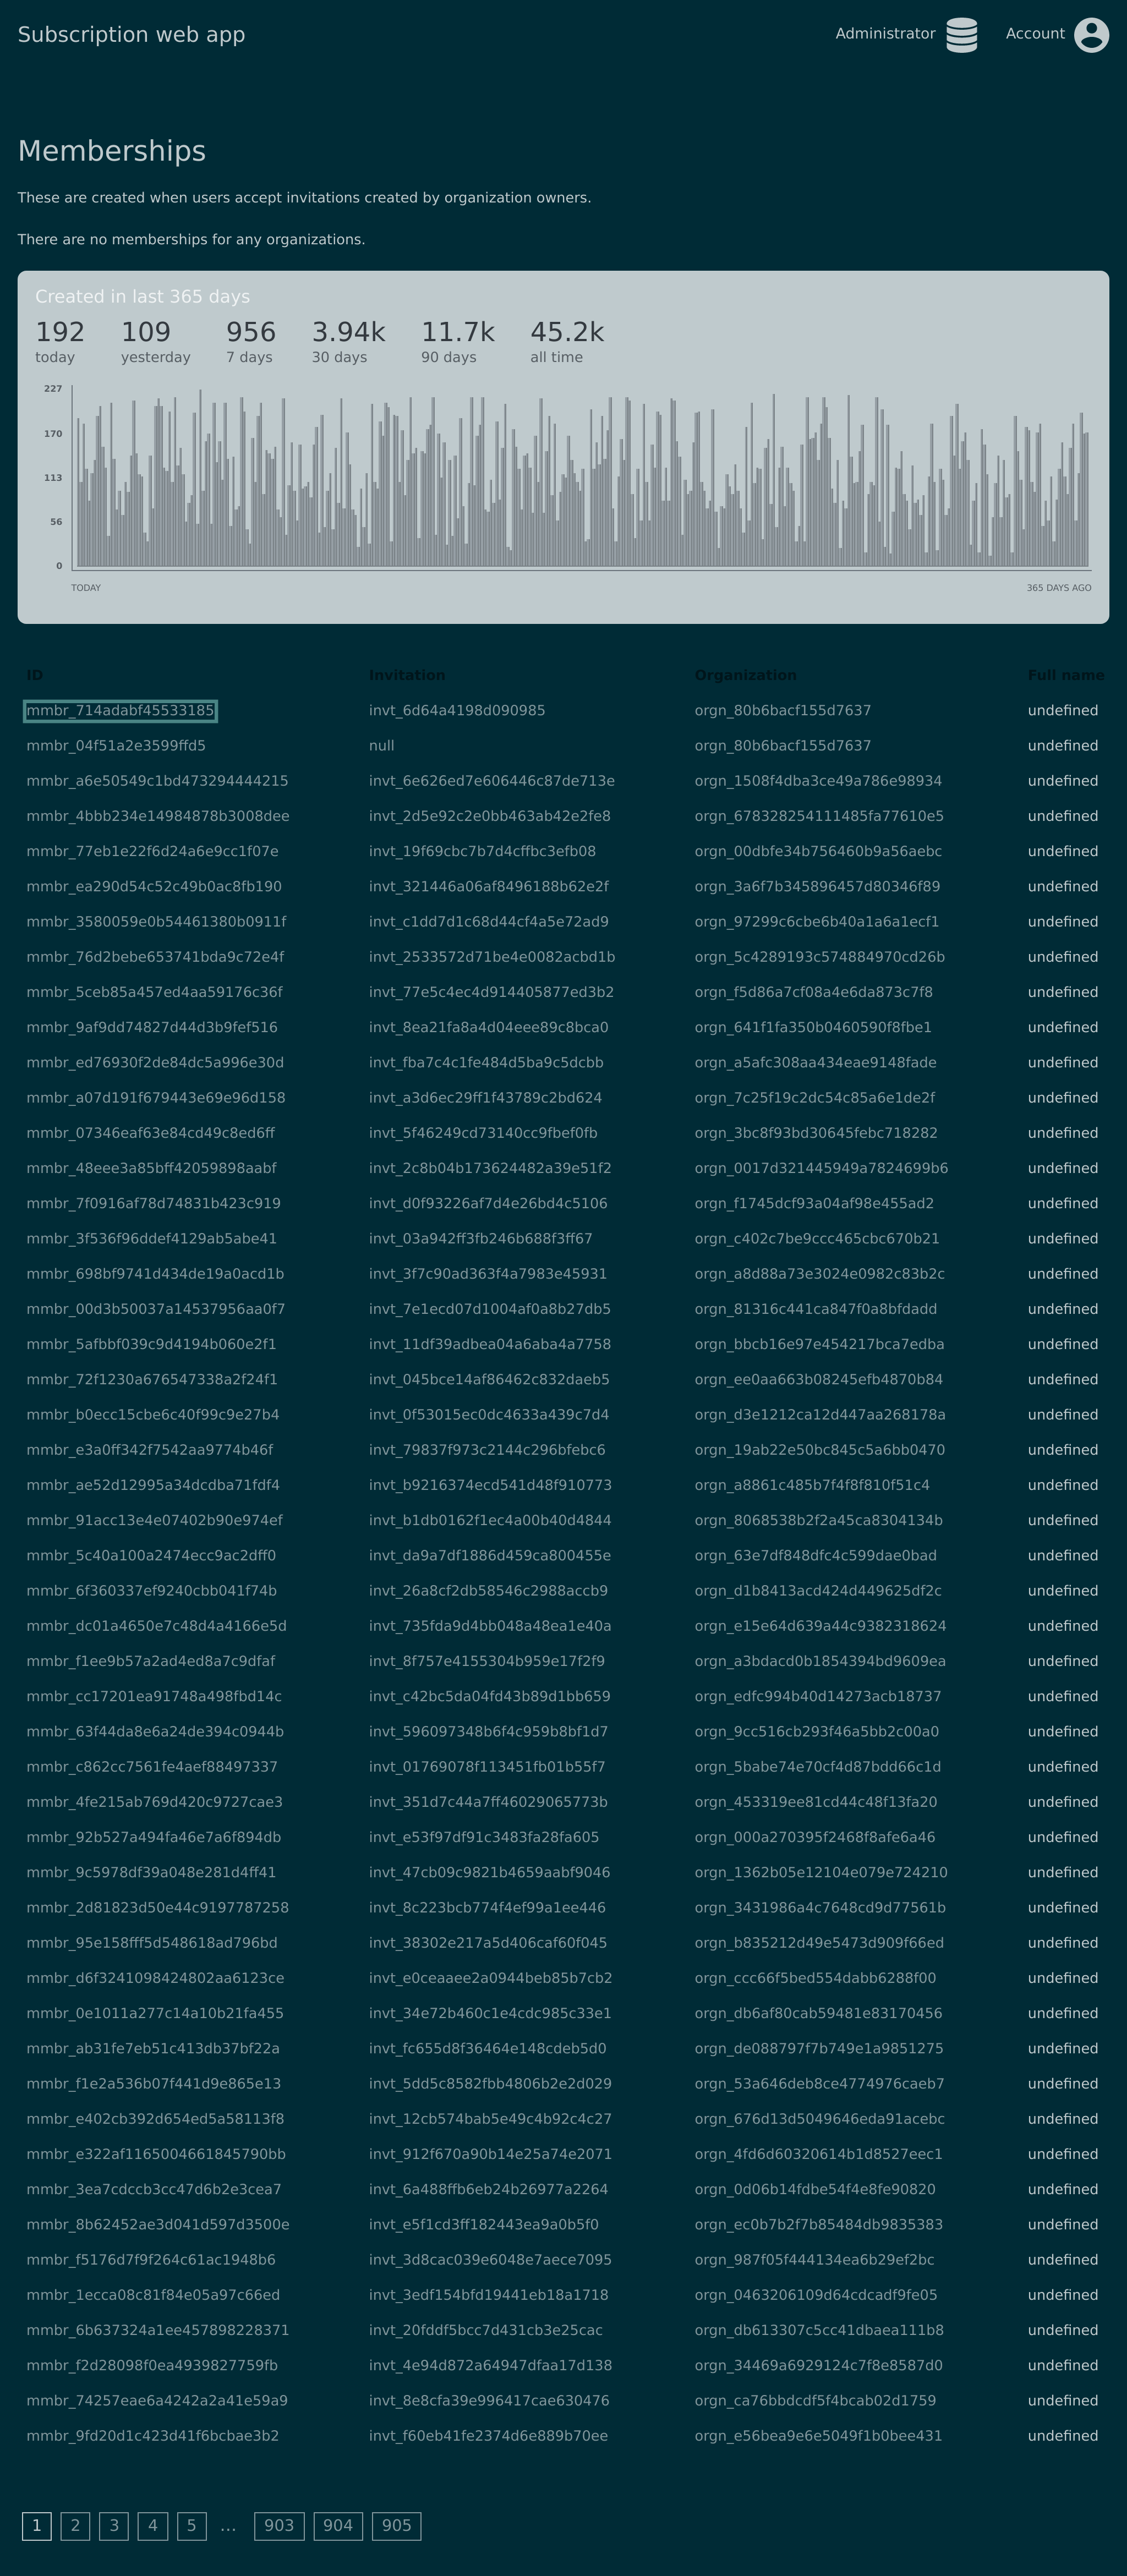 Subscription web app
Administrator
Account
Memberships
These are created when users accept invitations created by organization owners.
There are no memberships for any organizations.
Created in last 365 days
192 109 956 3.94k 11.7k 45.2k
today yesterday 7 days 30 days 90 days all time
227
170
113
56
0
TODAY 365 DAYS AGO
ID Invitation Organization Full name
mmbr_714adabf45533185 invt_6d64a4198d090985 orgn_80b6bacf155d7637 undefined
mmbr_04f51a2e3599ffd5 null orgn_80b6bacf155d7637 undefined
mmbr_a6e50549c1bd473294444215 invt_6e626ed7e606446c87de713e orgn_1508f4dba3ce49a786e98934 undefined
mmbr_4bbb234e14984878b3008dee invt_2d5e92c2e0bb463ab42e2fe8 orgn_678328254111485fa77610e5 undefined
mmbr_77eb1e22f6d24a6e9cc1f07e invt_19f69cbc7b7d4cffbc3efb08 orgn_00dbfe34b756460b9a56aebc undefined
mmbr_ea290d54c52c49b0ac8fb190 invt_321446a06af8496188b62e2f orgn_3a6f7b345896457d80346f89 undefined
mmbr_3580059e0b54461380b0911f invt_c1dd7d1c68d44cf4a5e72ad9 orgn_97299c6cbe6b40a1a6a1ecf1 undefined
mmbr_76d2bebe653741bda9c72e4f invt_2533572d71be4e0082acbd1b orgn_5c4289193c574884970cd26b undefined
mmbr_5ceb85a457ed4aa59176c36f invt_77e5c4ec4d914405877ed3b2 orgn_f5d86a7cf08a4e6da873c7f8 undefined
mmbr_9af9dd74827d44d3b9fef516 invt_8ea21fa8a4d04eee89c8bca0 orgn_641f1fa350b0460590f8fbe1 undefined
mmbr_ed76930f2de84dc5a996e30d invt_fba7c4c1fe484d5ba9c5dcbb orgn_a5afc308aa434eae9148fade undefined
mmbr_a07d191f679443e69e96d158 invt_a3d6ec29ff1f43789c2bd624 orgn_7c25f19c2dc54c85a6e1de2f undefined
mmbr_07346eaf63e84cd49c8ed6ff invt_5f46249cd73140cc9fbef0fb orgn_3bc8f93bd30645febc718282 undefined
mmbr_48eee3a85bff42059898aabf invt_2c8b04b173624482a39e51f2 orgn_0017d321445949a7824699b6 undefined
mmbr_7f0916af78d74831b423c919 invt_d0f93226af7d4e26bd4c5106 orgn_f1745dcf93a04af98e455ad2 undefined
mmbr_3f536f96ddef4129ab5abe41 invt_03a942ff3fb246b688f3ff67 orgn_c402c7be9ccc465cbc670b21 undefined
mmbr_698bf9741d434de19a0acd1b invt_3f7c90ad363f4a7983e45931 orgn_a8d88a73e3024e0982c83b2c undefined
mmbr_00d3b50037a14537956aa0f7 invt_7e1ecd07d1004af0a8b27db5 orgn_81316c441ca847f0a8bfdadd undefined
mmbr_5afbbf039c9d4194b060e2f1 invt_11df39adbea04a6aba4a7758 orgn_bbcb16e97e454217bca7edba undefined
mmbr_72f1230a676547338a2f24f1 invt_045bce14af86462c832daeb5 orgn_ee0aa663b08245efb4870b84 undefined
mmbr_b0ecc15cbe6c40f99c9e27b4 invt_0f53015ec0dc4633a439c7d4 orgn_d3e1212ca12d447aa268178a undefined
mmbr_e3a0ff342f7542aa9774b46f invt_79837f973c2144c296bfebc6 orgn_19ab22e50bc845c5a6bb0470 undefined
mmbr_ae52d12995a34dcdba71fdf4 invt_b9216374ecd541d48f910773 orgn_a8861c485b7f4f8f810f51c4 undefined
mmbr_91acc13e4e07402b90e974ef invt_b1db0162f1ec4a00b40d4844 orgn_8068538b2f2a45ca8304134b undefined
mmbr_5c40a100a2474ecc9ac2dff0 invt_da9a7df1886d459ca800455e orgn_63e7df848dfc4c599dae0bad undefined
mmbr_6f360337ef9240cbb041f74b invt_26a8cf2db58546c2988accb9 orgn_d1b8413acd424d449625df2c undefined
mmbr_dc01a4650e7c48d4a4166e5d invt_735fda9d4bb048a48ea1e40a orgn_e15e64d639a44c9382318624 undefined
mmbr_f1ee9b57a2ad4ed8a7c9dfaf invt_8f757e4155304b959e17f2f9 orgn_a3bdacd0b1854394bd9609ea undefined
mmbr_cc17201ea91748a498fbd14c invt_c42bc5da04fd43b89d1bb659 orgn_edfc994b40d14273acb18737 undefined
mmbr_63f44da8e6a24de394c0944b invt_596097348b6f4c959b8bf1d7 orgn_9cc516cb293f46a5bb2c00a0 undefined
mmbr_c862cc7561fe4aef88497337 invt_01769078f113451fb01b55f7 orgn_5babe74e70cf4d87bdd66c1d undefined
mmbr_4fe215ab769d420c9727cae3 invt_351d7c44a7ff46029065773b orgn_453319ee81cd44c48f13fa20 undefined
mmbr_92b527a494fa46e7a6f894db invt_e53f97df91c3483fa28fa605 orgn_000a270395f2468f8afe6a46 undefined
mmbr_9c5978df39a048e281d4ff41 invt_47cb09c9821b4659aabf9046 orgn_1362b05e12104e079e724210 undefined
mmbr_2d81823d50e44c9197787258 invt_8c223bcb774f4ef99a1ee446 orgn_3431986a4c7648cd9d77561b undefined
mmbr_95e158fff5d548618ad796bd invt_38302e217a5d406caf60f045 orgn_b835212d49e5473d909f66ed undefined
mmbr_d6f3241098424802aa6123ce invt_e0ceaaee2a0944beb85b7cb2 orgn_ccc66f5bed554dabb6288f00 undefined
mmbr_0e1011a277c14a10b21fa455 invt_34e72b460c1e4cdc985c33e1 orgn_db6af80cab59481e83170456 undefined
mmbr_ab31fe7eb51c413db37bf22a invt_fc655d8f36464e148cdeb5d0 orgn_de088797f7b749e1a9851275 undefined
mmbr_f1e2a536b07f441d9e865e13 invt_5dd5c8582fbb4806b2e2d029 orgn_53a646deb8ce4774976caeb7 undefined
mmbr_e402cb392d654ed5a58113f8 invt_12cb574bab5e49c4b92c4c27 orgn_676d13d5049646eda91acebc undefined
mmbr_e322af1165004661845790bb invt_912f670a90b14e25a74e2071 orgn_4fd6d60320614b1d8527eec1 undefined
mmbr_3ea7cdccb3cc47d6b2e3cea7 invt_6a488ffb6eb24b26977a2264 orgn_0d06b14fdbe54f4e8fe90820 undefined
mmbr_8b62452ae3d041d597d3500e invt_e5f1cd3ff182443ea9a0b5f0 orgn_ec0b7b2f7b85484db9835383 undefined
mmbr_f5176d7f9f264c61ac1948b6 invt_3d8cac039e6048e7aece7095 orgn_987f05f444134ea6b29ef2bc undefined
mmbr_1ecca08c81f84e05a97c66ed invt_3edf154bfd19441eb18a1718 orgn_0463206109d64cdcadf9fe05 undefined
mmbr_6b637324a1ee457898228371 invt_20fddf5bcc7d431cb3e25cac orgn_db613307c5cc41dbaea111b8 undefined
mmbr_f2d28098f0ea4939827759fb invt_4e94d872a64947dfaa17d138 orgn_34469a6929124c7f8e8587d0 undefined
mmbr_74257eae6a4242a2a41e59a9 invt_8e8cfa39e996417cae630476 orgn_ca76bbdcdf5f4bcab02d1759 undefined
mmbr_9fd20d1c423d41f6bcbae3b2 invt_f60eb41fe2374d6e889b70ee orgn_e56bea9e6e5049f1b0bee431 undefined
1 2 3 4 5 ... 903 904 905